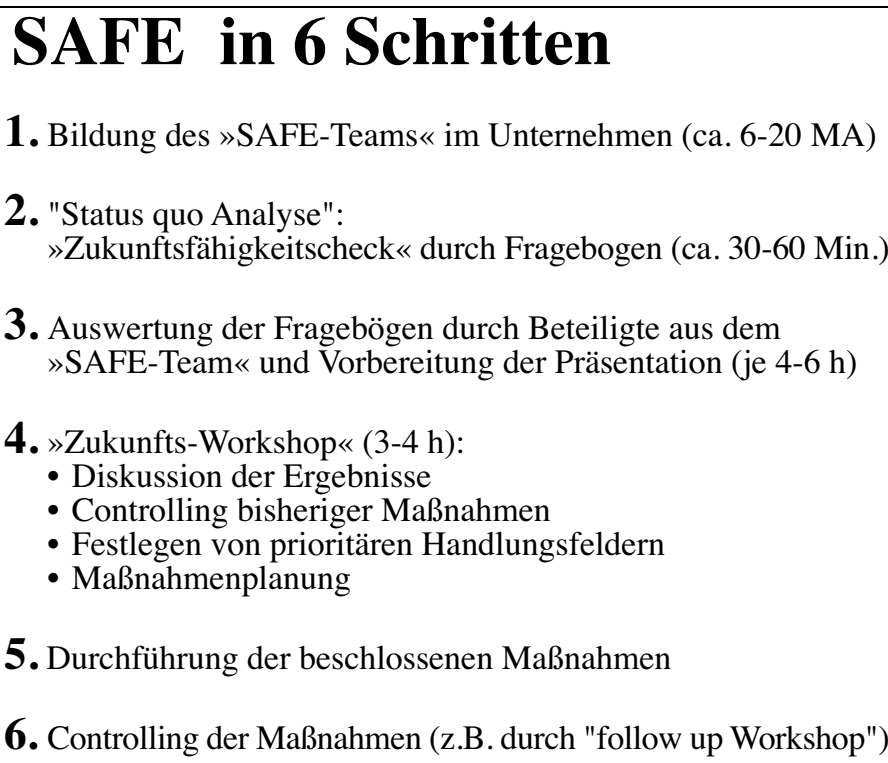 SAFE in 6 Schritten
1. Bildung des »SAFE-Teams« im Unternehmen (ca. 6-20 MA)
2. "Status quo Analyse":
»Zukunftsfähigkeitscheck« durch Fragebogen (ca. 30-60 Min.)
3. Auswertung der Fragebögen durch Beteiligte aus dem
»SAFE-Team« und Vorbereitung der Präsentation (je 4-6 h)
4. »Zukunfts-Workshop« (3-4 h):
• Diskussion der Ergebnisse
• Controlling bisheriger Maßnahmen
• Festlegen von prioritären Handlungsfeldern
• Maßnahmenplanung
5. Durchführung der beschlossenen Maßnahmen
6. Controlling der Maßnahmen (z.B. durch "follow up Workshop")